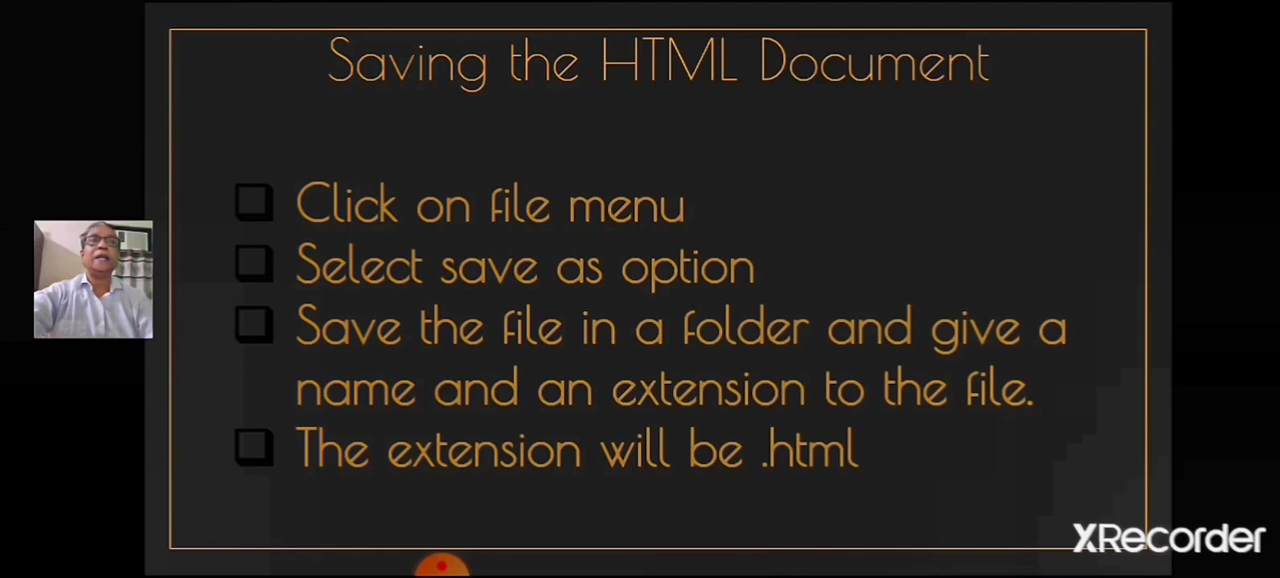 Saving the HTML Document
Click on file menu
Select save as option
Save the file in a folder and give a
name and an extension to the file.
The extension will be .html
XRecorder